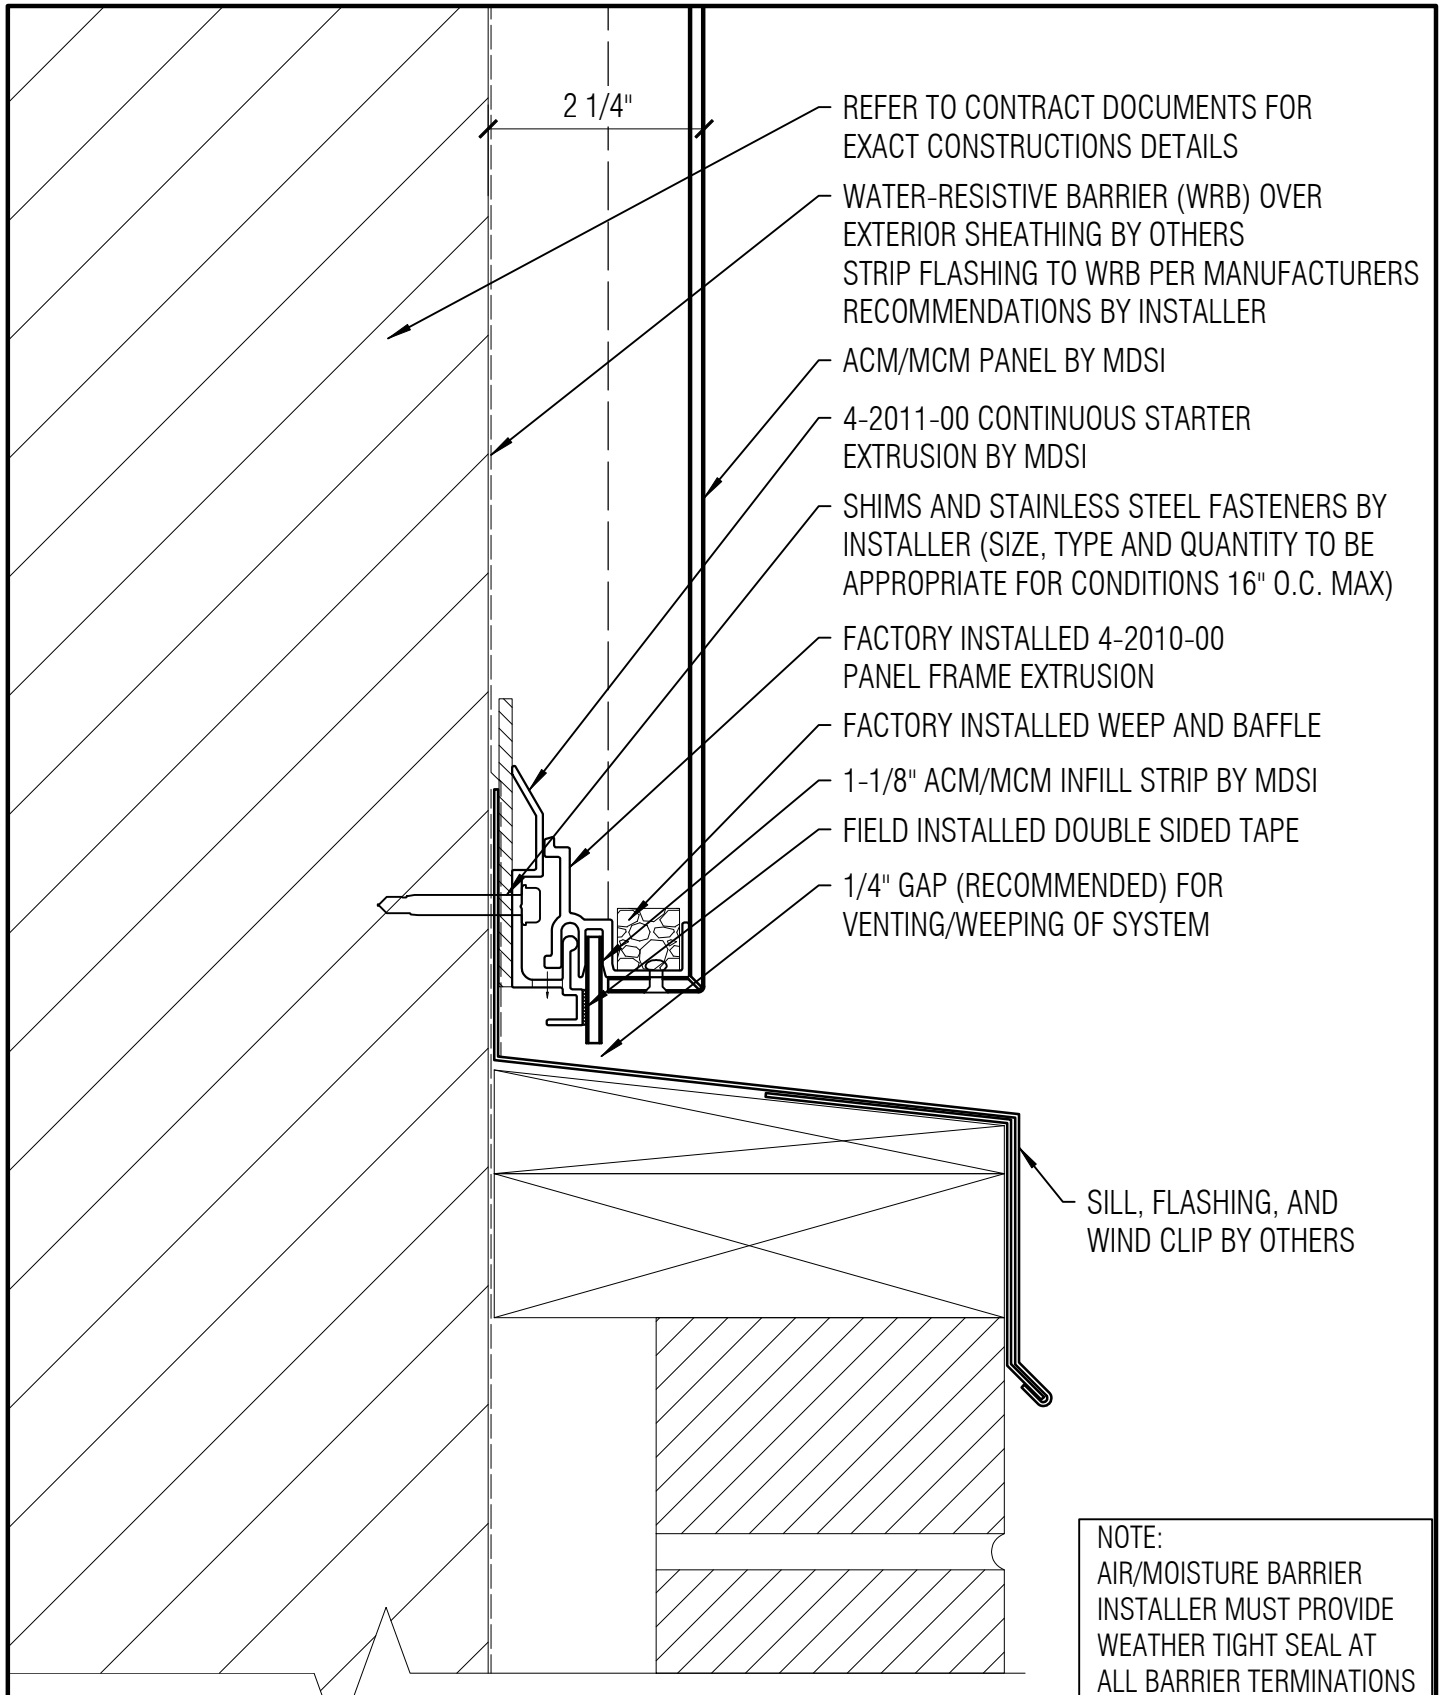 2 1/4"
REFER TO CONTRACT DOCUMENTS FOR
EXACT CONSTRUCTIONS DETAILS
WATER-RESISTIVE BARRIER (WRB) OVER
EXTERIOR SHEATHING BY OTHERS
STRIP FLASHING TO WRB PER MANUFACTURERS
RECOMMENDATIONS BY INSTALLER
ACM/MCM PANEL BY MDSI
4-2011-00 CONTINUOUS STARTER
EXTRUSION BY MDSI
SHIMS AND STAINLESS STEEL FASTENERS BY
INSTALLER (SIZE, TYPE AND QUANTITY TO BE
APPROPRIATE FOR CONDITIONS 16" O.C. MAX)
FACTORY INSTALLED 4-2010-00
PANEL FRAME EXTRUSION
FACTORY INSTALLED WEEP AND BAFFLE
1-1/8" ACM/MCM INFILL STRIP BY MDSI
FIELD INSTALLED DOUBLE SIDED TAPE
1/4" GAP (RECOMMENDED) FOR
VENTING/WEEPING OF SYSTEM
SILL, FLASHING, AND
WIND CLIP BY OTHERS
NOTE:
AIR/MOISTURE BARRIER
INSTALLER MUST PROVIDE
WEATHER TIGHT SEAL AT
ALL BARRIER TERMINATIONS